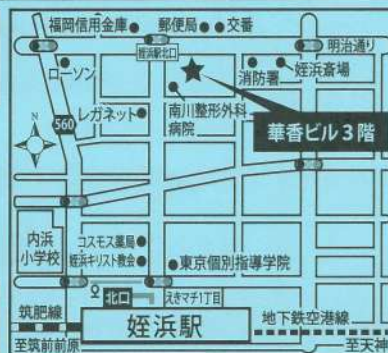 福岡信用金庫
郵便局
交番
姪浜駅北口
明治通り
ローソン
消防署
姪浜斎場
レガネット
南川整形外科
病院
華香ビル3階
N
560
内浜
小学校
コスモス薬局
姪浜キリスト教会
東京個別指導学院
北口
えきマチ1丁目
筑肥線
姪浜駅
地下鉄空港線
至筑前前原
至天神